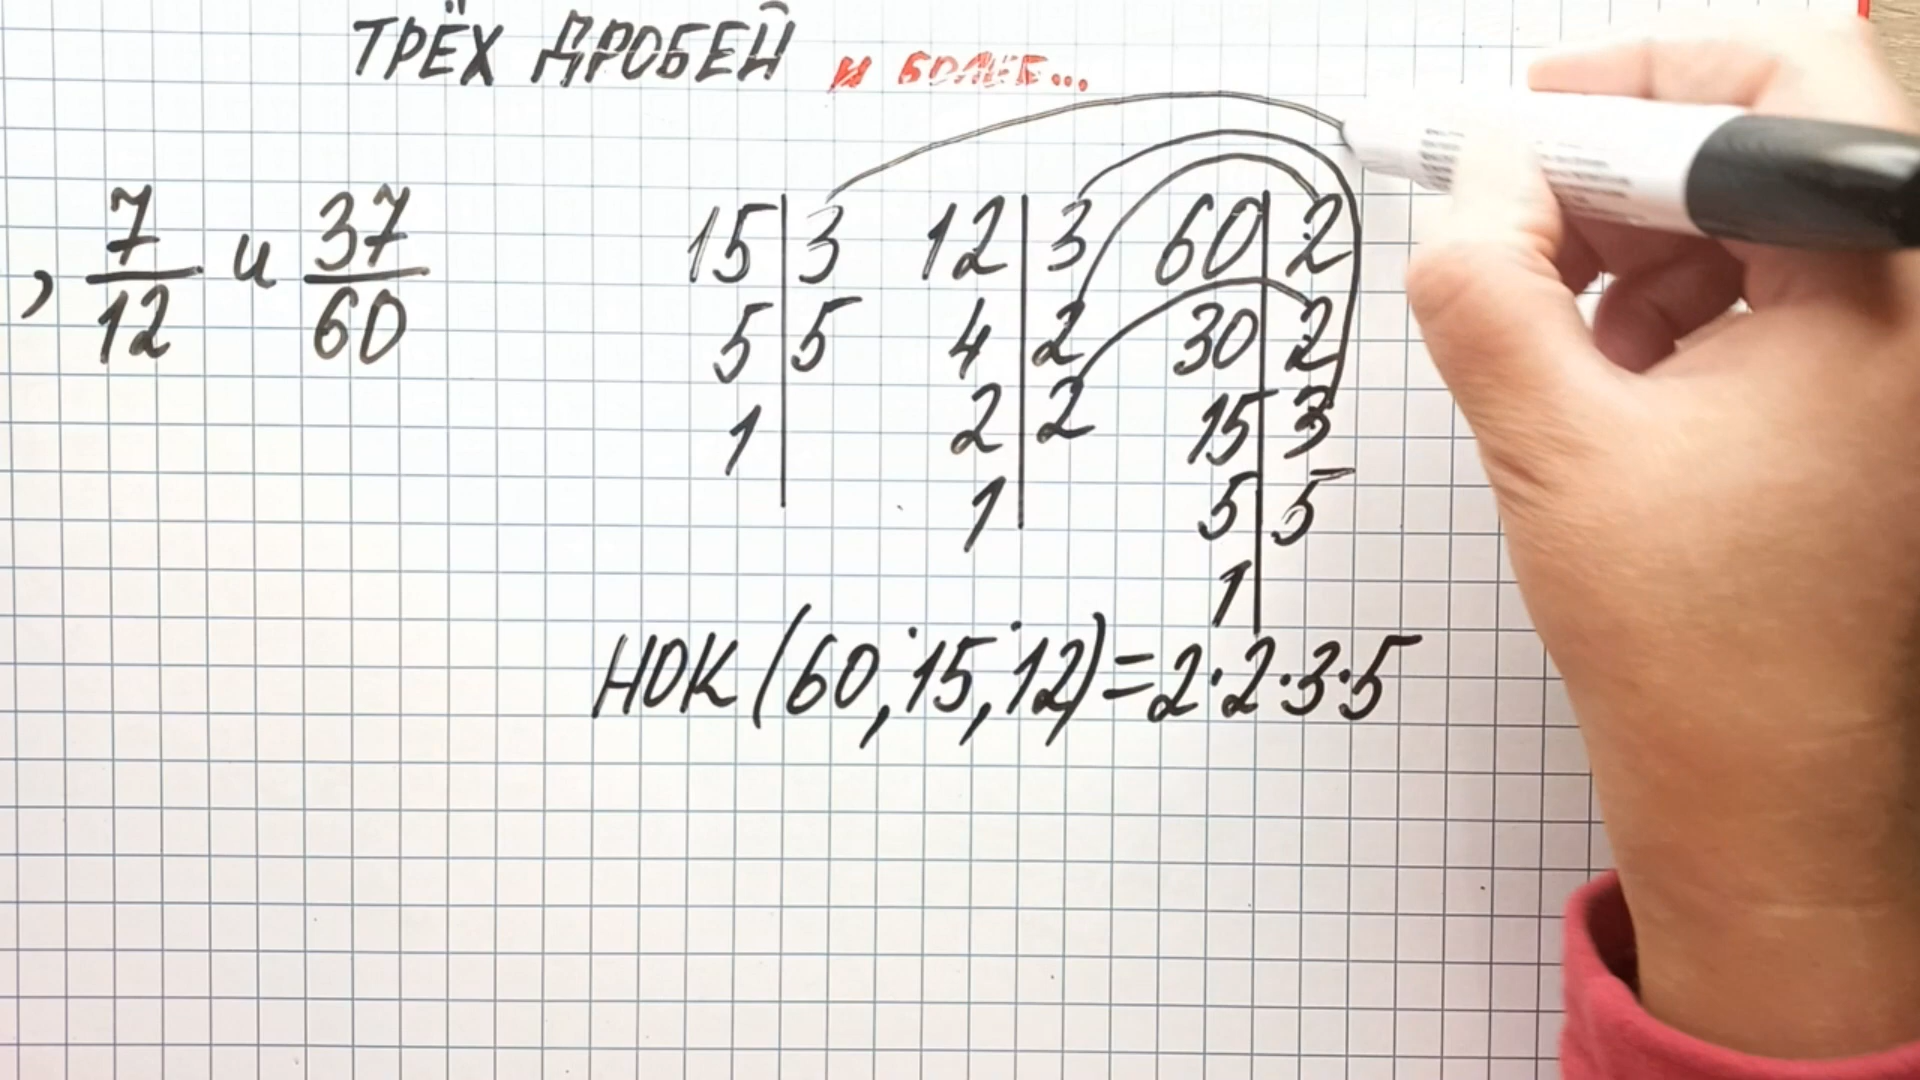 ТРЁХ ДРОБЕЙ и БОЛЕЕ...
, 7/12 и 37/60
15 | 3 12 | 3 60 | 2
5 | 5 4 | 2 30 | 2
1 | 2 | 2 15 | 3
1 | 5 | 5
1 |
НОК (60, 15, 12) = 2·2·3·5